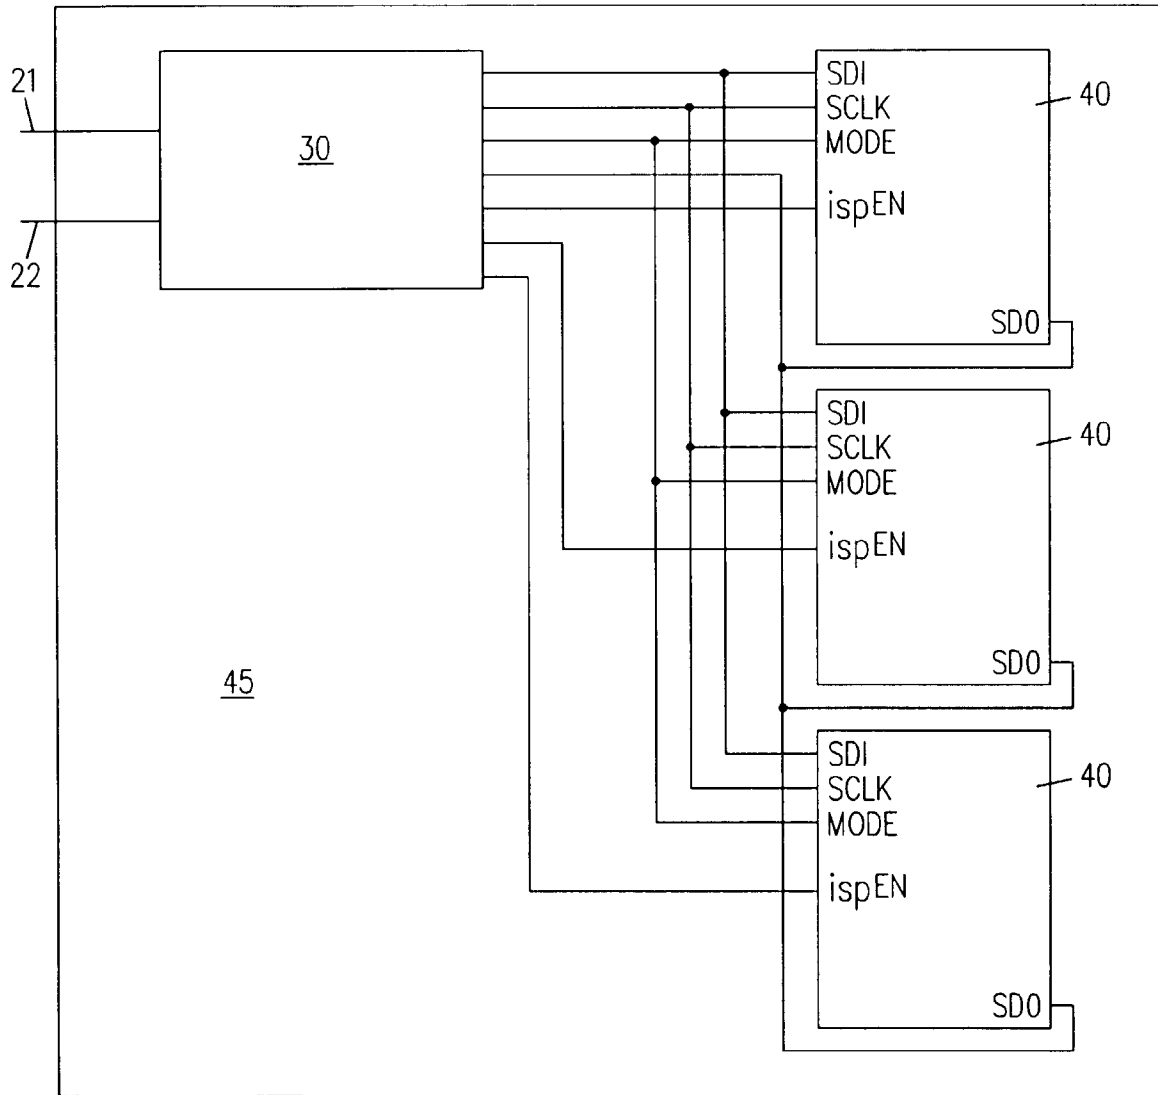 21
22
30
SDI
SCLK
MODE
ispEN
SDO
40
SDI
SCLK
MODE
ispEN
SDO
40
SDI
SCLK
MODE
ispEN
SDO
40
45